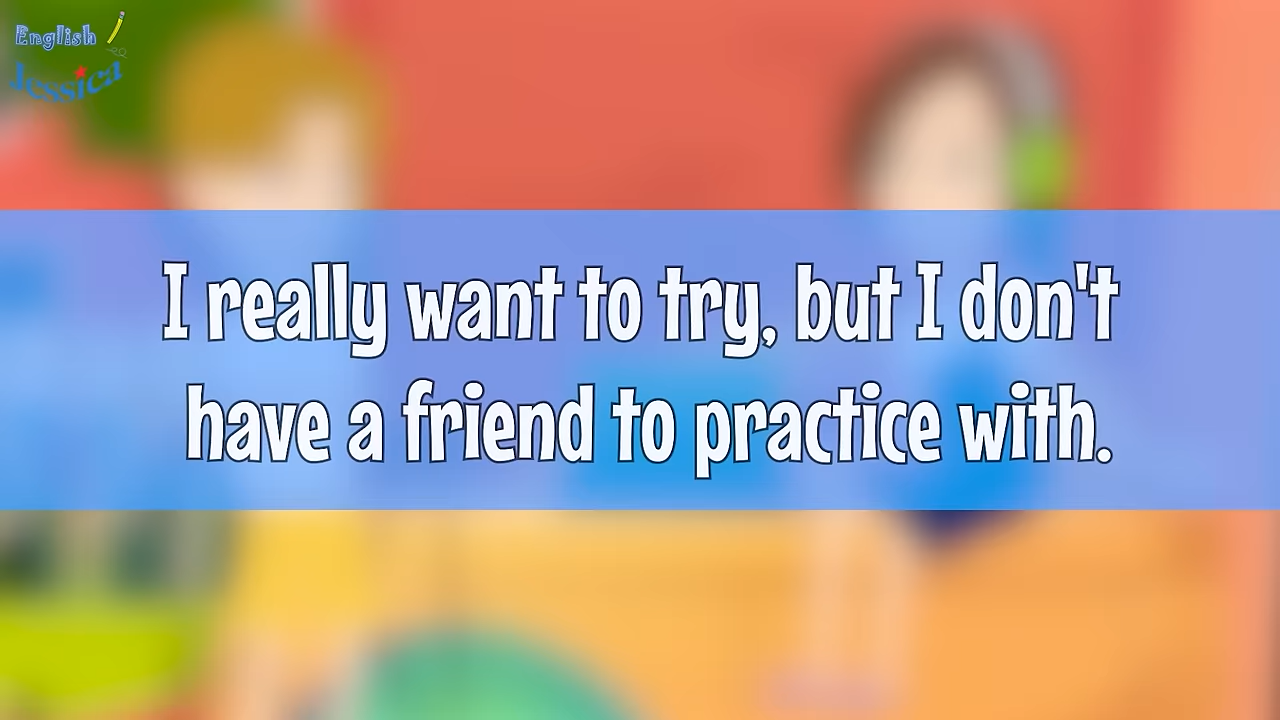 English
Jessica
I really want to try, but I don't
have a friend to practice with.